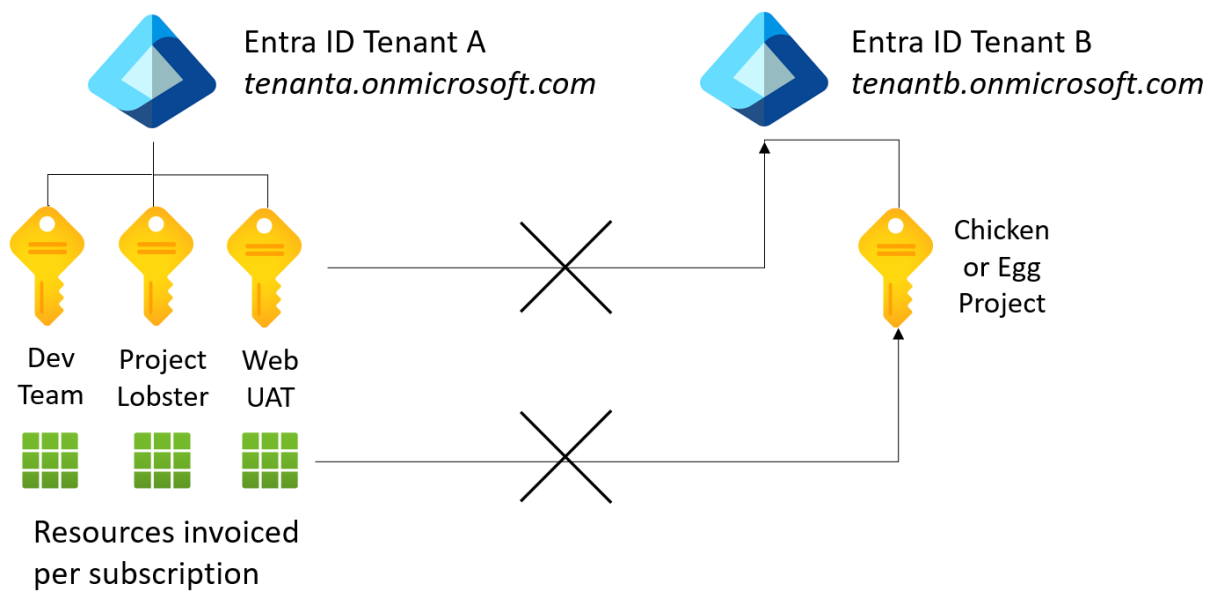 Entra ID Tenant A
tenanta.onmicrosoft.com
Entra ID Tenant B
tenantb.onmicrosoft.com
Chicken
or Egg
Project
Dev
Team
Project
Lobster
Web
UAT
Resources invoiced
per subscription